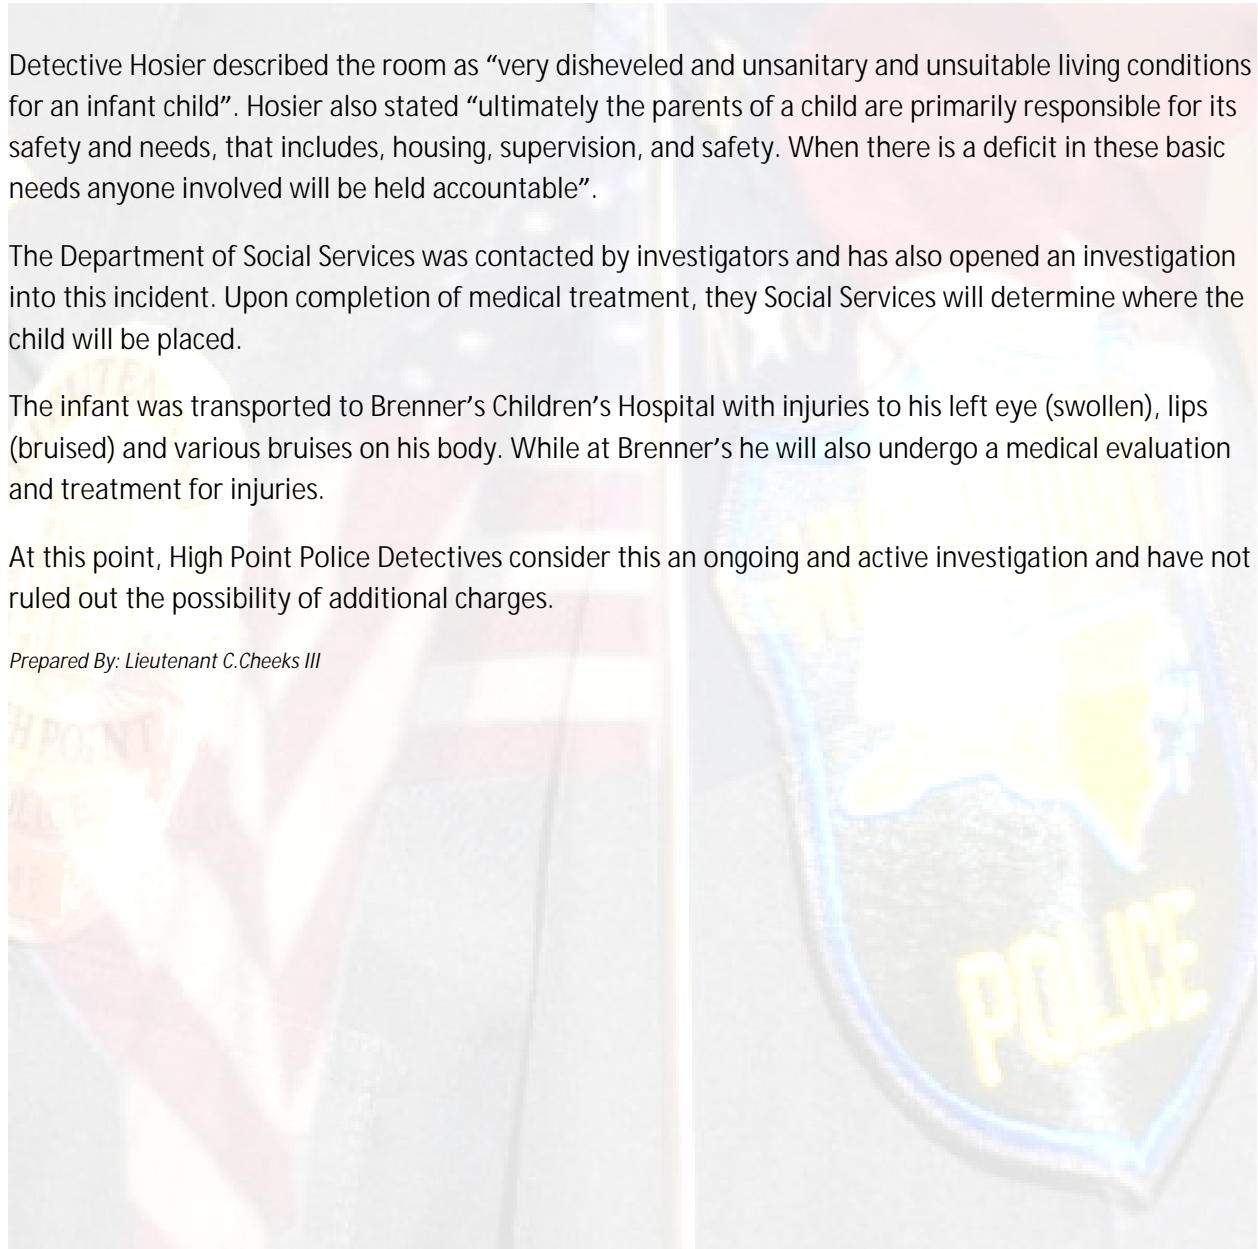 Detective Hosier described the room as “very disheveled and unsanitary and unsuitable living conditions
for an infant child”. Hosier also stated “ultimately the parents of a child are primarily responsible for its
safety and needs, that includes, housing, supervision, and safety. When there is a deficit in these basic
needs anyone involved will be held accountable”.
The Department of Social Services was contacted by investigators and has also opened an investigation
into this incident. Upon completion of medical treatment, they Social Services will determine where the
child will be placed.
The infant was transported to Brenner’s Children’s Hospital with injuries to his left eye (swollen), lips
(bruised) and various bruises on his body. While at Brenner’s he will also undergo a medical evaluation
and treatment for injuries.
At this point, High Point Police Detectives consider this an ongoing and active investigation and have not
ruled out the possibility of additional charges.
Prepared By: Lieutenant C.Cheeks III
POLICE